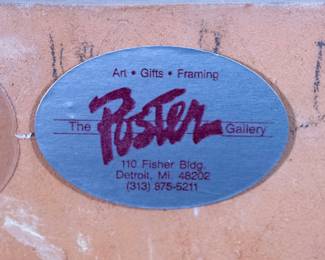 Art • Gifts • Framing
The Poster Gallery
110 Fisher Bldg.
Detroit, MI. 48202
(313) 875-5211